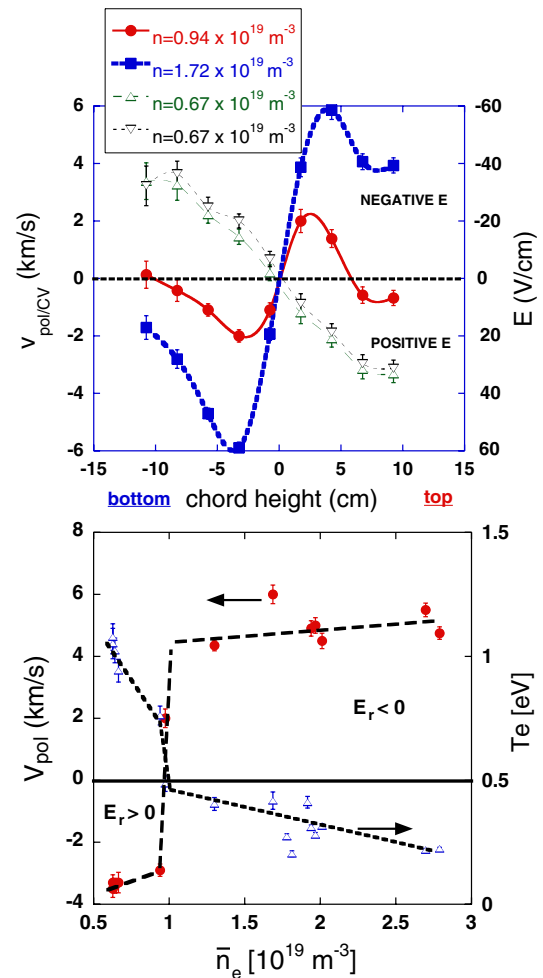 n=0.94 x 10^19 m^-3
n=1.72 x 10^19 m^-3
n=0.67 x 10^19 m^-3
n=0.67 x 10^19 m^-3
6 -60
4 -40
NEGATIVE E
2 -20
v_pol/CV (km/s)
0 0
E (V/cm)
POSITIVE E
-2 20
-4 40
-6 60
-15 -10 -5 0 5 10 15
bottom chord height (cm) top
8 1.5
6
4 1
V_pol (km/s)
Te [eV]
E_r<0
2
0 0.5
E_r>0
-2
-4 0
0.5 1 1.5 2 2.5 3
n̅_e [10^19 m^-3]